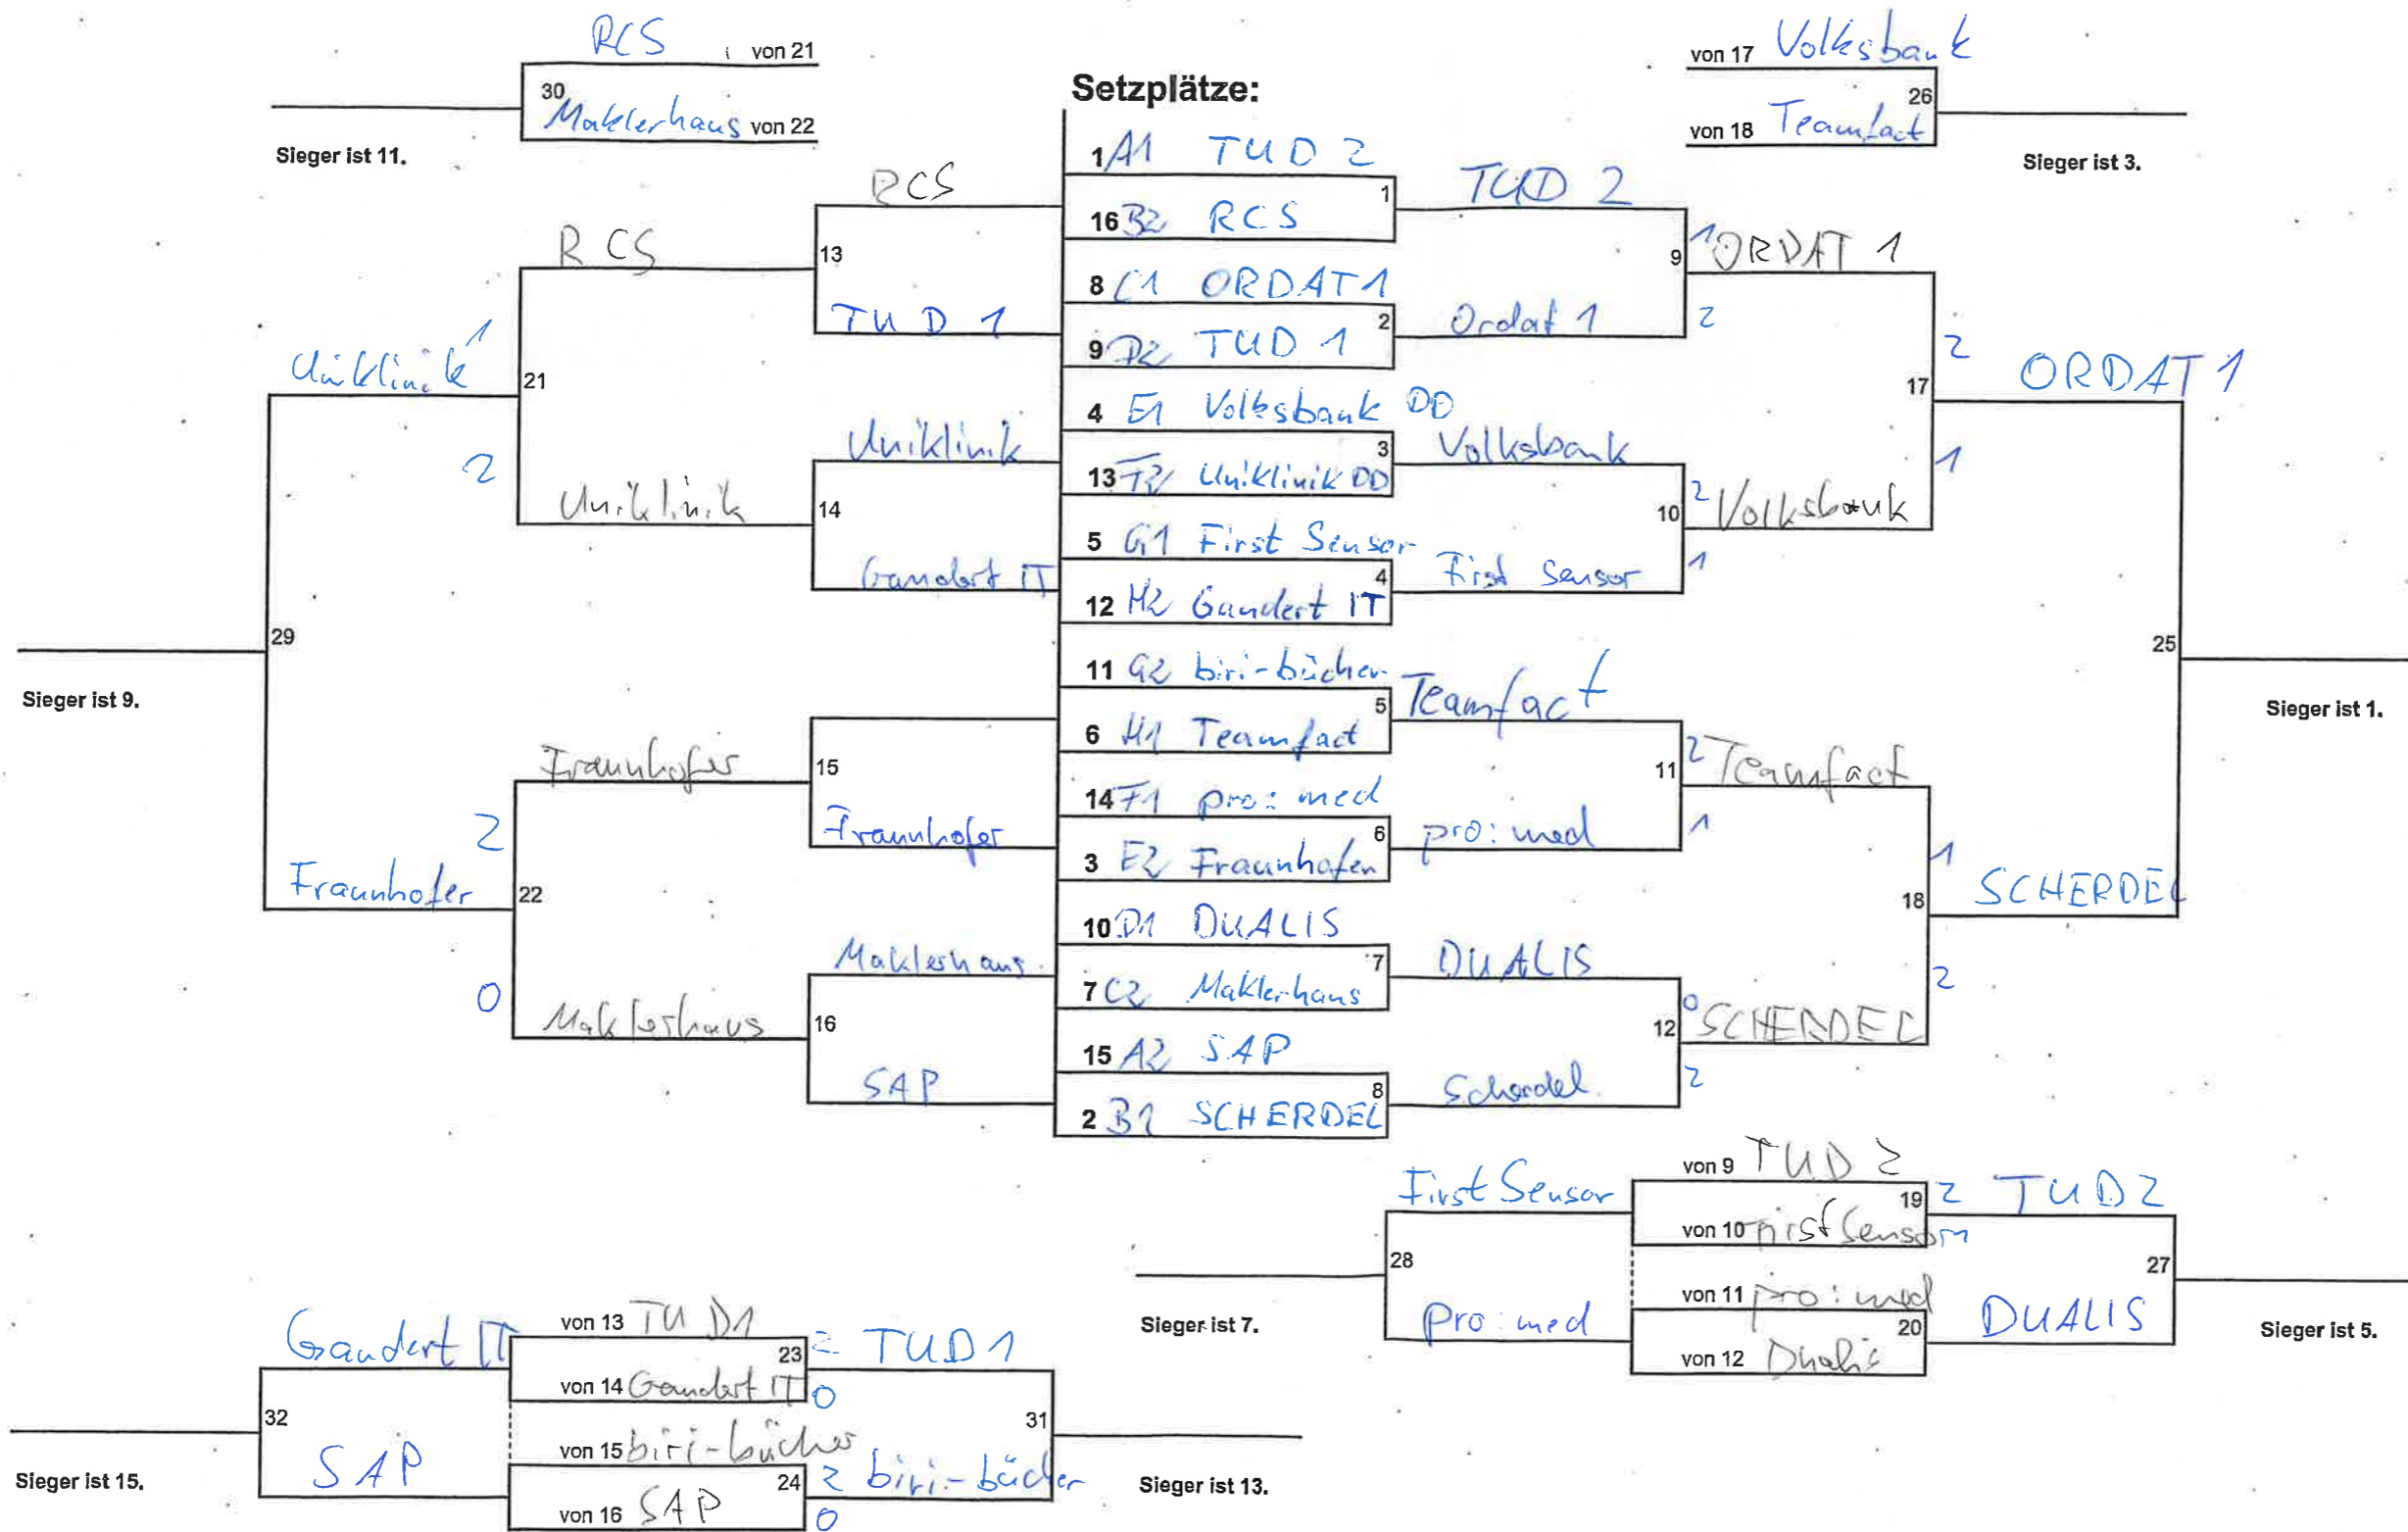 RCS von 21
30
Maklerhaus von 22
Sieger ist 11.
von 17 Volksbank
26
von 18 Teamfact
Sieger ist 3.
Setzplätze:
1 A1 TUD 2
1
16 B2 RCS
8 C1 ORDAT 1
2
9 D2 TUD 1
4 E1 Volksbank DD
3
13 F2 Uniklinik DD
5 G1 First Sensor
4
12 H2 Gandert IT
11 G2 biri-bücher
5
6 H1 Teamfact
14 F1 pro:med
6
3 E2 Fraunhofer
10 D1 DUALIS
7
7 C2 Maklerhaus
15 A2 SAP
8
2 B1 SCHERDEL
RCS
13
TUD 1
Uniklinik
14
Gandert IT
15
Fraunhofer
Maklerhaus
16
SAP
RCS
1
21
2
Uniklinik
Fraunhofer
2
22
0
Maklerhaus
Uniklinik
29
Fraunhofer
Sieger ist 9.
TUD 2
1
9
2
Ordat 1
Volksbank
2
10
1
First Sensor
Teamfact
2
11
1
pro:med
DUALIS
0
12
2
Scherdel
ORDAT 1
2
17
1
Volksbank
Teamfact
1
18
2
SCHERDEL
ORDAT 1
25
SCHERDEL
Sieger ist 1.
First Sensor
28
pro:med
Sieger ist 7.
von 9 TUD 2
19 2
von 10 First Sensor 1
von 11 pro:med
20
von 12 Dualis
TUD 2
27
DUALIS
Sieger ist 5.
Gandert IT
32
SAP
Sieger ist 15.
von 13 TUD1
23 2
von 14 Gandert IT 0
von 15 biri-bücher
24 2
von 16 SAP 0
TUD 1
31
biri-bücher
Sieger ist 13.